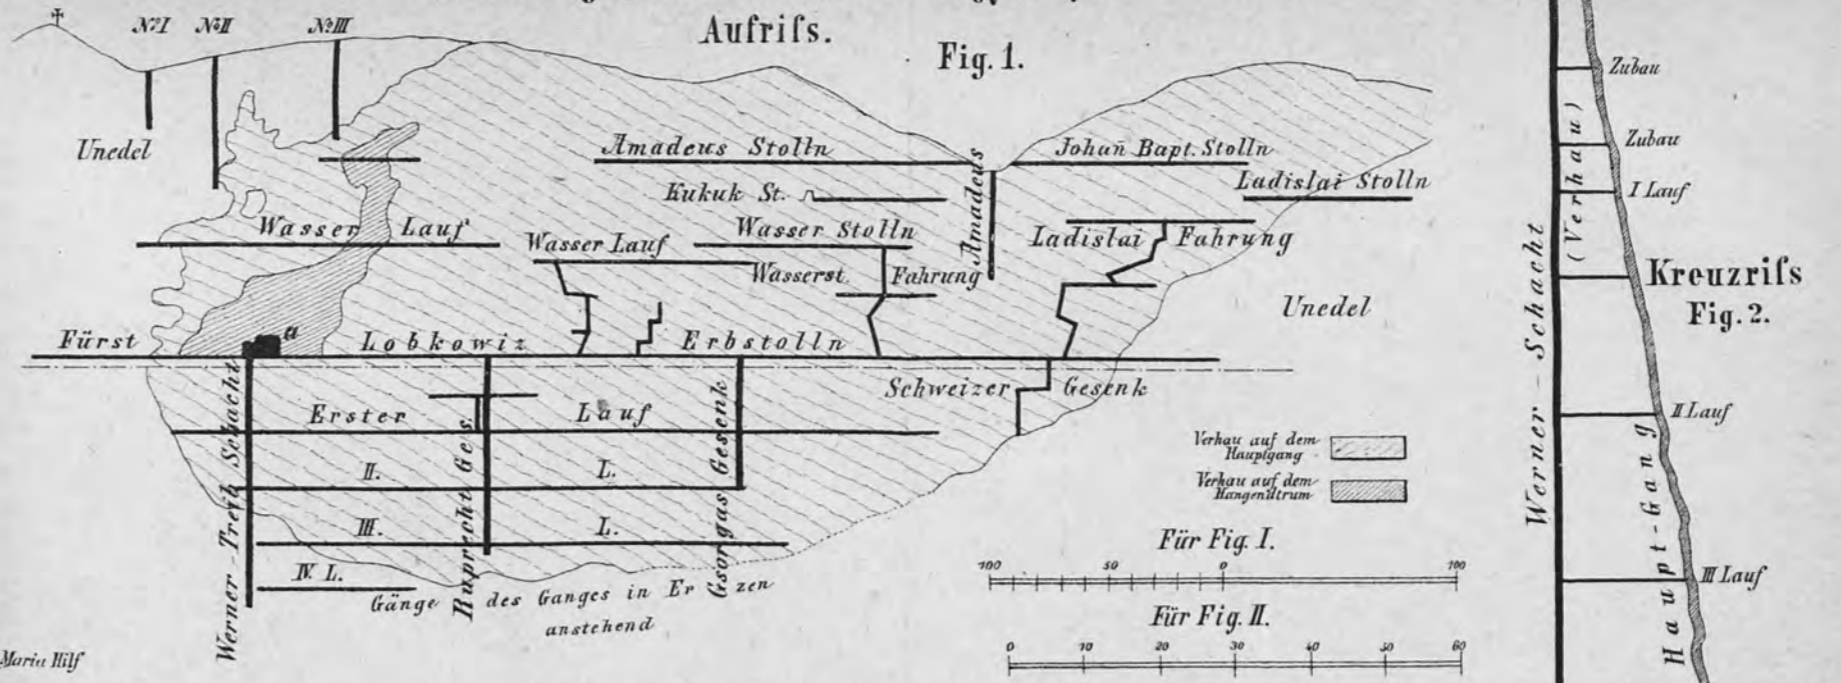 Aufriſs.
Fig. 1.
No. I
No. II
No. III
Unedel
Amadeus Stolln
Johan̄ Bapt. Stolln
Kukuk St.
Ladislai Stolln
Amadeus
Wasser Lauf
Wasser Lauf
Wasser Stolln
Ladislai Fahrung
Wasserst. Fahrung
Unedel
a
Fürst Lobkowiz Erbstolln
Schweizer Gesenk
Erster Lauf
II. L.
III. L.
IV. L.
Werner-Treib Schacht
Ruprecht Ges.
Gsorgas Gesenk
Gänge des Ganges in Er zen
anstehend
Verhau auf dem
Hauptgang
Verhau auf dem
Hangendtrum
Für Fig. I.
100 50 0 100
Für Fig. II.
0 10 20 30 40 50 60
Maria Hilf
Zubau
Zubau
I Lauf
(Verhau)
Kreuzriſs
Fig. 2.
Werner-Schacht
II Lauf
Haupt-Gang
III Lauf